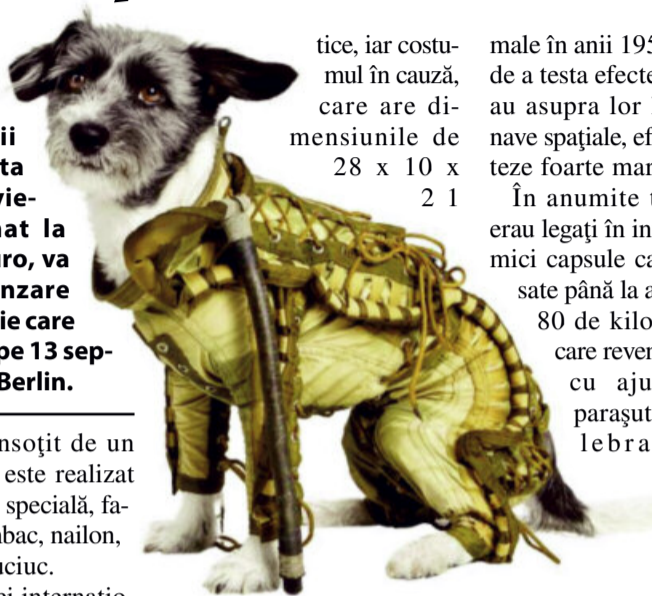 ii
ta
vie-
at la
ro, va
nzare
ie care
pe 13 sep-
Berlin.
nsoţit de un
este realizat
specială, fa-
bac, nailon,
uciuc.
tice, iar costu-
mul în cauză,
care are di-
mensiunile de
28 x 10 x
21
male în anii 195
de a testa efecte
au asupra lor
nave spaţiale, ef
teze foarte mar
În anumite t
erau legaţi în in
mici capsule ca
sate până la a
80 de kilo
care rever
cu aju
paraşut
lebra